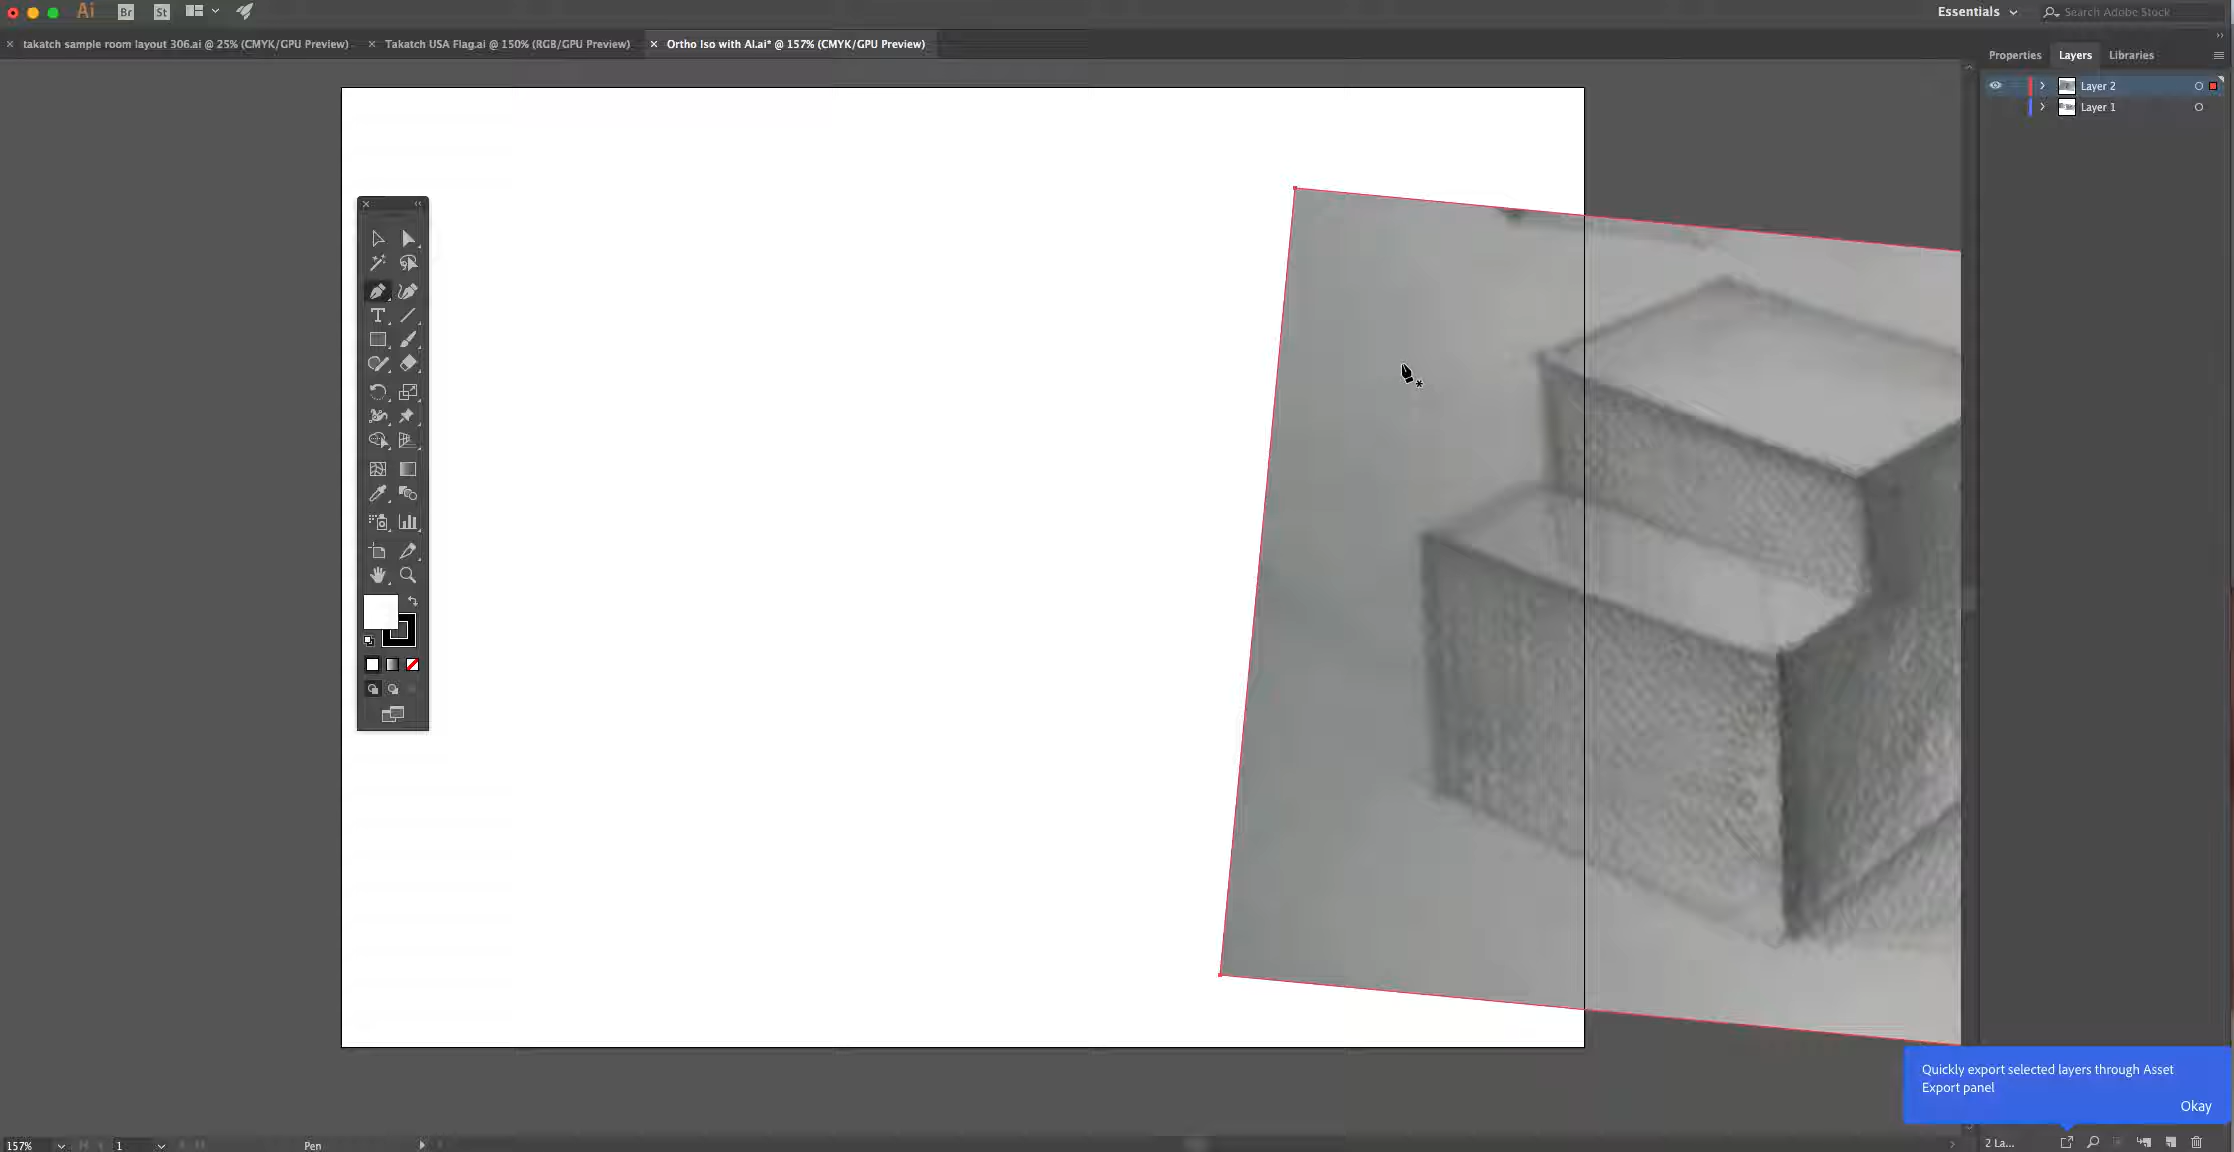 Ai Br St Essentials Search Adobe Stock
takatch sample room layout 306.ai @ 25% (CMYK/GPU Preview) Takatch USA Flag.ai @ 150% (RGB/GPU Preview) Ortho Iso with AI.ai* @ 157% (CMYK/GPU Preview)
Properties Layers Libraries
Layer 2
Layer 1
Quickly export selected layers through Asset
Export panel
Okay
157% 1 Pen 2 La...